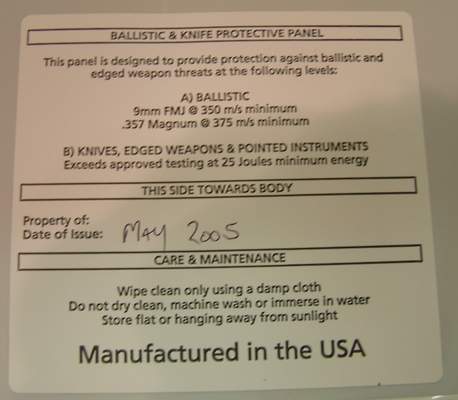 BALLISTIC & KNIFE PROTECTIVE PANEL
This panel is designed to provide protection against ballistic and
edged weapon threats at the following levels:
A) BALLISTIC
9mm FMJ @ 350 m/s minimum
.357 Magnum @ 375 m/s minimum
B) KNIVES, EDGED WEAPONS & POINTED INSTRUMENTS
Exceeds approved testing at 25 Joules minimum energy
THIS SIDE TOWARDS BODY
Property of:
Date of Issue: MAY 2005
CARE & MAINTENANCE
Wipe clean only using a damp cloth
Do not dry clean, machine wash or immerse in water
Store flat or hanging away from sunlight
Manufactured in the USA